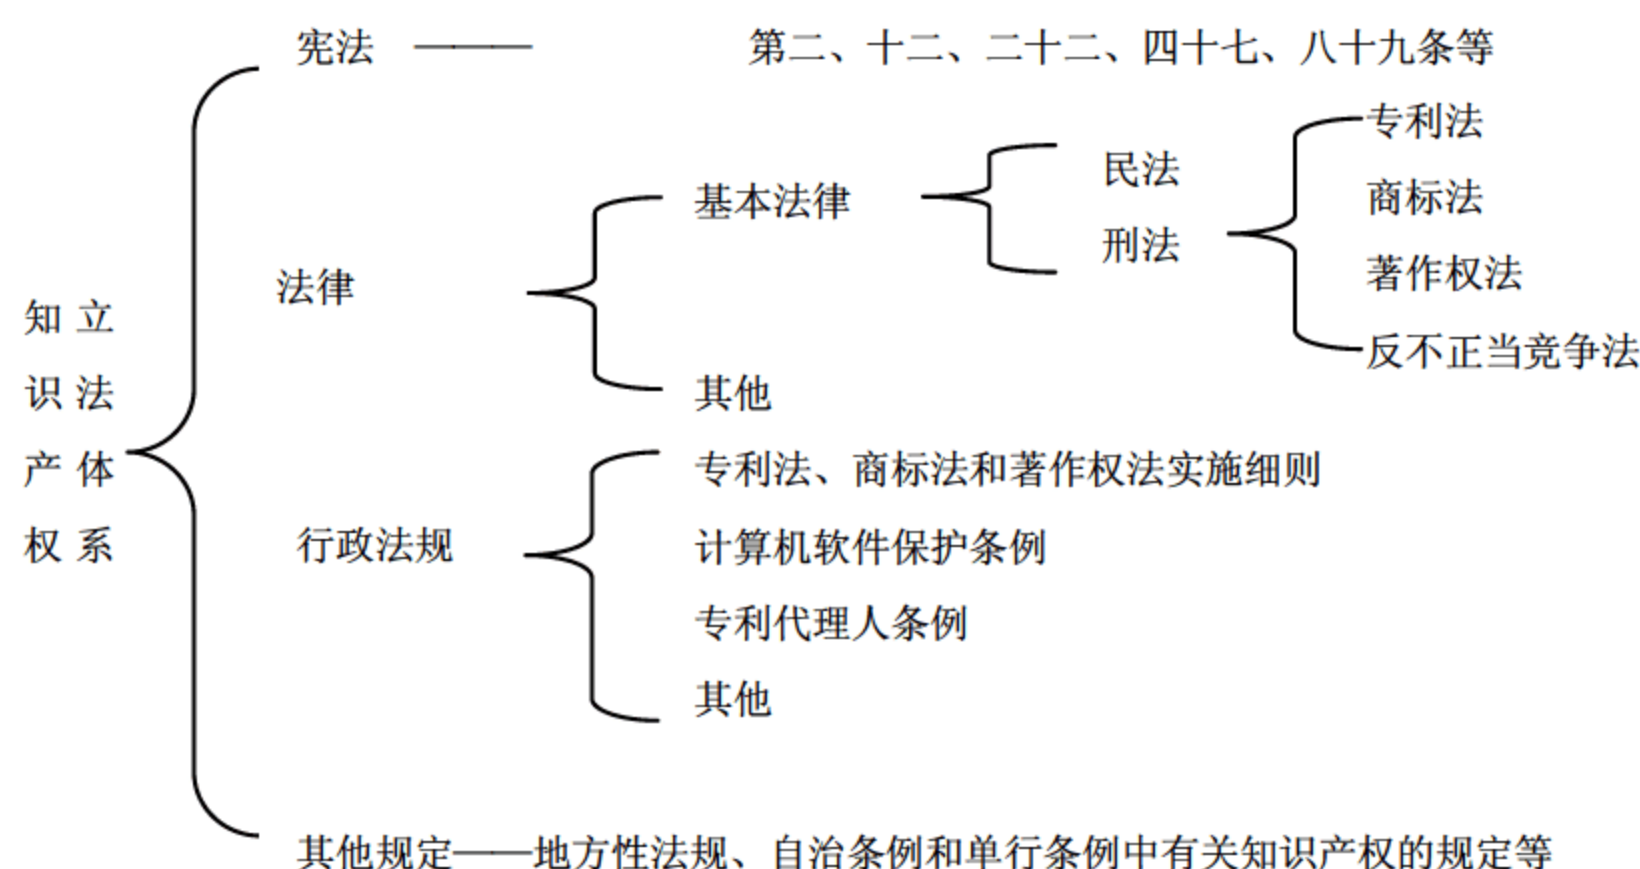 宪法 ——— 第二、十二、二十二、四十七、八十九条等
专利法
民法
商标法
基本法律
刑法
著作权法
法律
反不正当竞争法
其他
知识产权
立法体系
专利法、商标法和著作权法实施细则
行政法规
计算机软件保护条例
专利代理人条例
其他
其他规定——地方性法规、自治条例和单行条例中有关知识产权的规定等